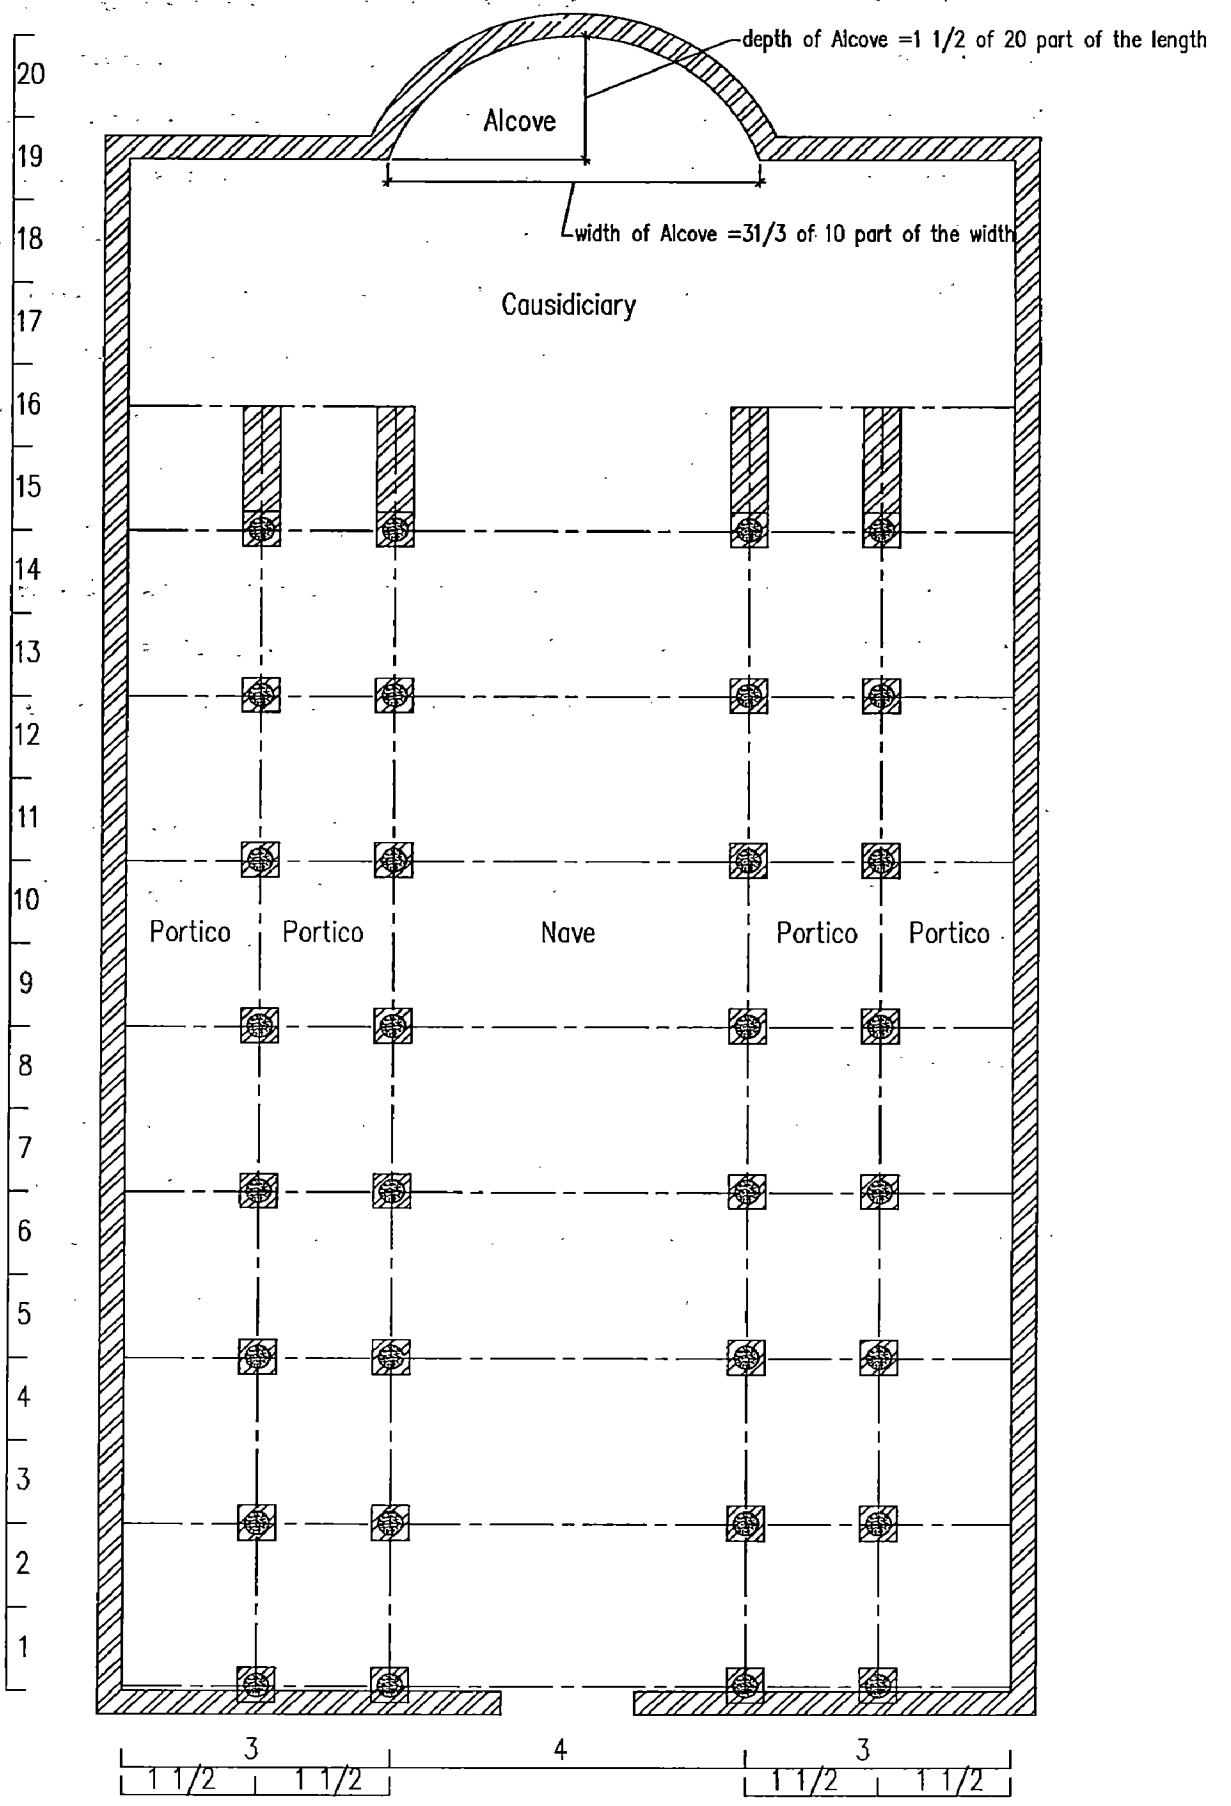 depth of Alcove =1 1/2 of 20 part of the length
20
Alcove
19
18
width of Alcove =31/3 of 10 part of the width
Causidiciary
17
16
15
14
13
12
11
10
Portico Portico Nave Portico Portico
9
8
7
6
5
4
3
2
1
3 4 3
1 1/2 1 1/2 1 1/2 1 1/2